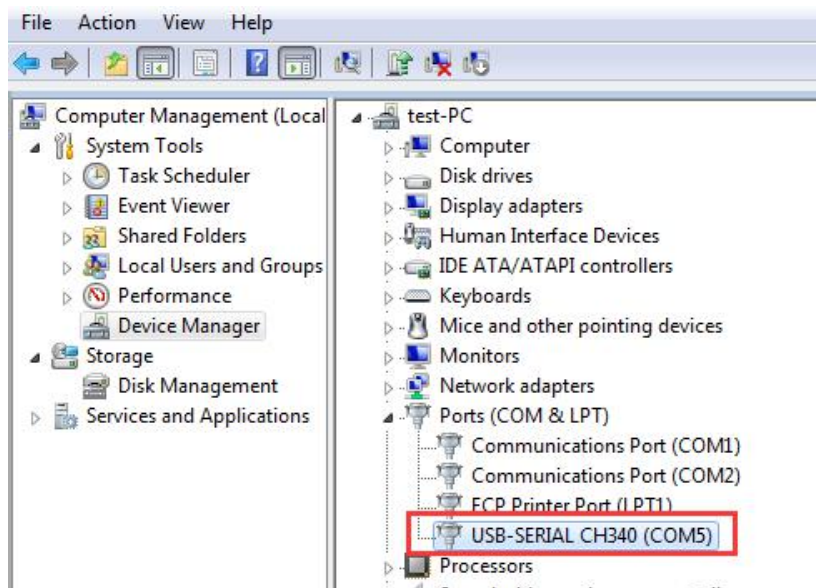 File Action View Help
Computer Management (Local
System Tools
Task Scheduler
Event Viewer
Shared Folders
Local Users and Groups
Performance
Device Manager
Storage
Disk Management
Services and Applications
test-PC
Computer
Disk drives
Display adapters
Human Interface Devices
IDE ATA/ATAPI controllers
Keyboards
Mice and other pointing devices
Monitors
Network adapters
Ports (COM & LPT)
Communications Port (COM1)
Communications Port (COM2)
ECP Printer Port (LPT1)
USB-SERIAL CH340 (COM5)
Processors